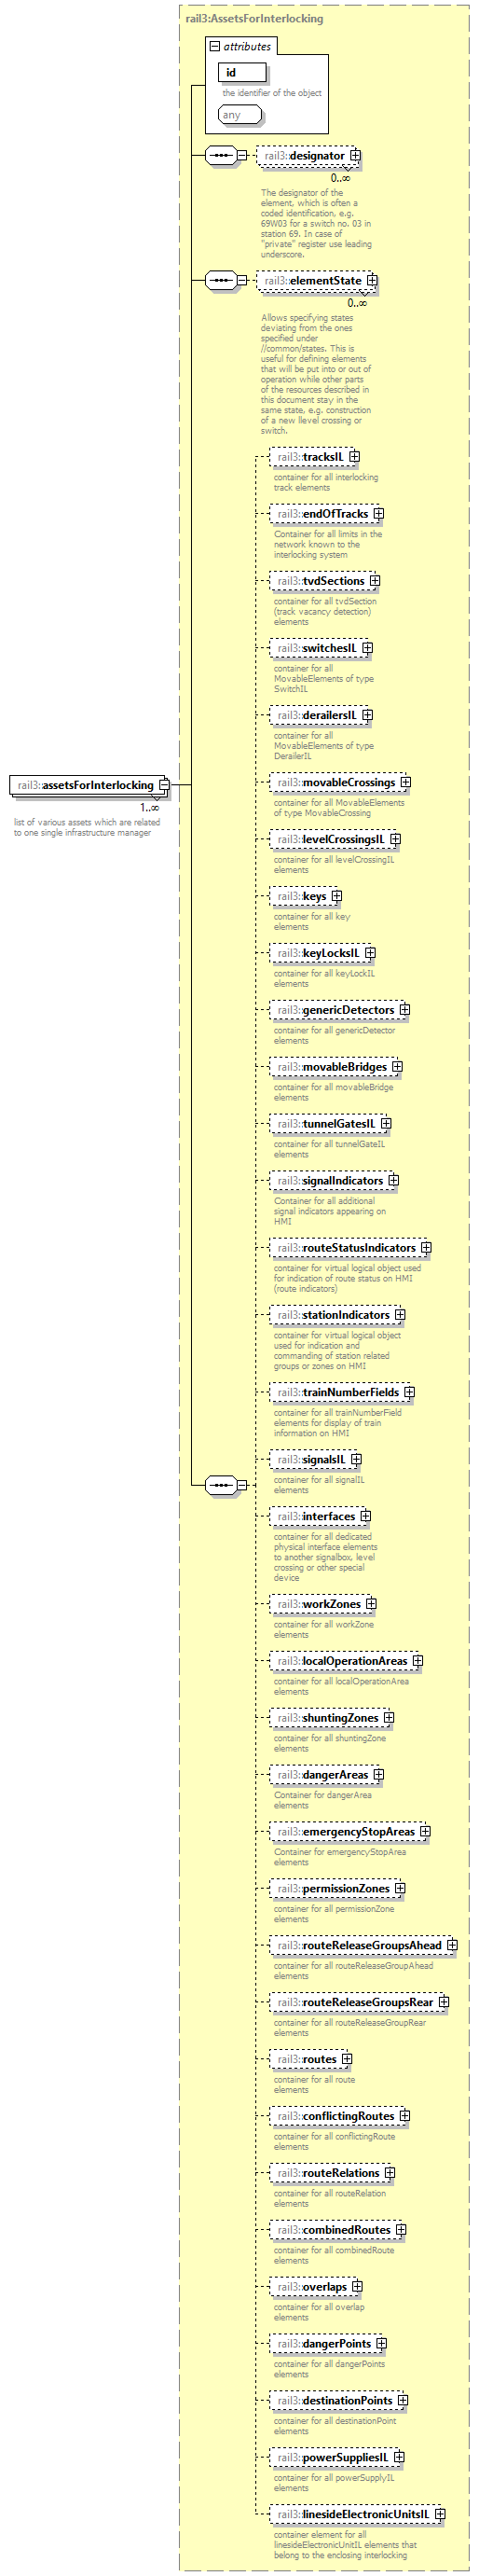 rail3:AssetsForInterlocking
attributes
id
the identifier of the object
any
rail3:designator
0..∞
The designator of the
element, which is often a
coded identification, e.g.
69W03 for a switch no. 03 in
station 69. In case of
"private" register use leading
underscore.
rail3:elementState
0..∞
Allows specifying states
deviating from the ones
specified under
//common/states. This is
useful for defining elements
that will be put into or out of
operation while other parts
of the resources described in
this document stay in the
same state, e.g. construction
of a new llevel crossing or
switch.
rail3:tracksIL
container for all interlocking
track elements
rail3:endOfTracks
Container for all limits in the
network known to the
interlocking system
rail3:tvdSections
container for all tvdSection
(track vacancy detection)
elements
rail3:switchesIL
container for all
MovableElements of type
SwitchIL
rail3:derailersIL
container for all
MovableElements of type
DerailerIL
rail3:assetsForInterlocking
1..∞
list of various assets which are related
to one single infrastructure manager
rail3:movableCrossings
container for all MovableElements
of type MovableCrossing
rail3:levelCrossingsIL
container for all levelCrossingIL
elements
rail3:keys
container for all key
elements
rail3:keyLocksIL
container for all keyLockIL
elements
rail3:genericDetectors
container for all genericDetector
elements
rail3:movableBridges
container for all movableBridge
elements
rail3:tunnelGatesIL
container for all tunnelGateIL
elements
rail3:signalIndicators
Container for all additional
signal indicators appearing on
HMI
rail3:routeStatusIndicators
container for virtual logical object used
for indication of route status on HMI
(route indicators)
rail3:stationIndicators
container for virtual logical object
used for indication and
commanding of station related
groups or zones on HMI
rail3:trainNumberFields
container for all trainNumberField
elements for display of train
information on HMI
rail3:signalsIL
container for all signalIL
elements
rail3:interfaces
container for all dedicated
physical interface elements
to another signalbox, level
crossing or other special
device
rail3:workZones
container for all workZone
elements
rail3:localOperationAreas
container for all localOperationArea
elements
rail3:shuntingZones
container for all shuntingZone
elements
rail3:dangerAreas
Container for dangerArea
elements
rail3:emergencyStopAreas
Container for emergencyStopArea
elements
rail3:permissionZones
container for all permissionZone
elements
rail3:routeReleaseGroupsAhead
container for all routeReleaseGroupAhead
elements
rail3:routeReleaseGroupsRear
container for all routeReleaseGroupRear
elements
rail3:routes
container for all route
elements
rail3:conflictingRoutes
container for all conflictingRoute
elements
rail3:routeRelations
container for all routeRelation
elements
rail3:combinedRoutes
container for all combinedRoute
elements
rail3:overlaps
container for all overlap
elements
rail3:dangerPoints
container for all dangerPoints
elements
rail3:destinationPoints
container for all destinationPoint
elements
rail3:powerSuppliesIL
container for all powerSupplyIL
elements
rail3:linesideElectronicUnitsIL
container element for all
linesideElectronicUnitIL elements that
belong to the enclosing interlocking